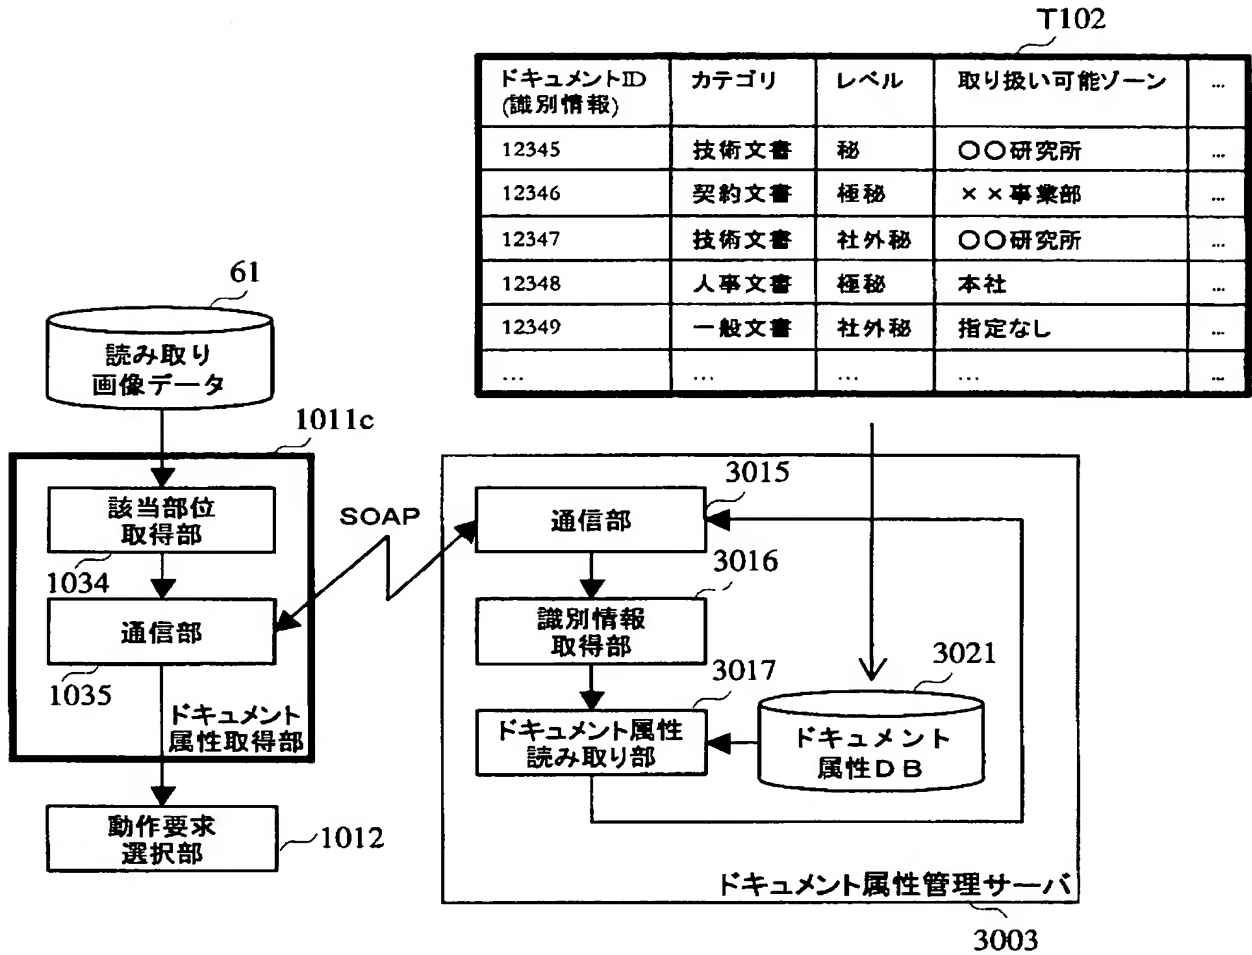 T102
ドキュメントID
(識別情報)
カテゴリ
レベル
取り扱い可能ゾーン
...
12345
技術文書
秘
〇〇研究所
...
12346
契約文書
極秘
××事業部
...
12347
技術文書
社外秘
〇〇研究所
...
12348
人事文書
極秘
本社
...
12349
一般文書
社外秘
指定なし
...
...
...
...
...
...
61
読み取り
画像データ
1011c
該当部位
取得部
1034
通信部
1035
ドキュメント
属性取得部
動作要求
選択部
1012
SOAP
3015
通信部
3016
識別情報
取得部
3017
ドキュメント属性
読み取り部
3021
ドキュメント
属性DB
ドキュメント属性管理サーバ
3003